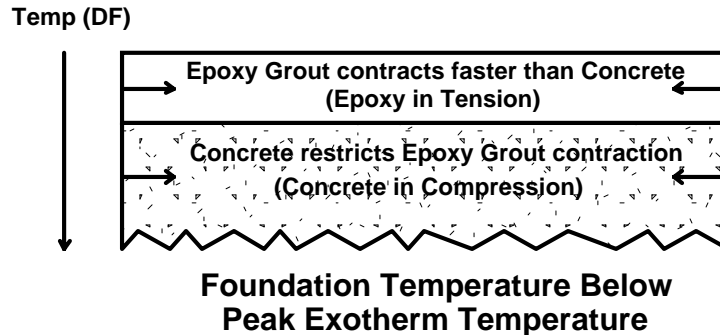 Temp (DF)
Epoxy Grout contracts faster than Concrete
(Epoxy in Tension)
Concrete restricts Epoxy Grout contraction
(Concrete in Compression)
Foundation Temperature Below
Peak Exotherm Temperature